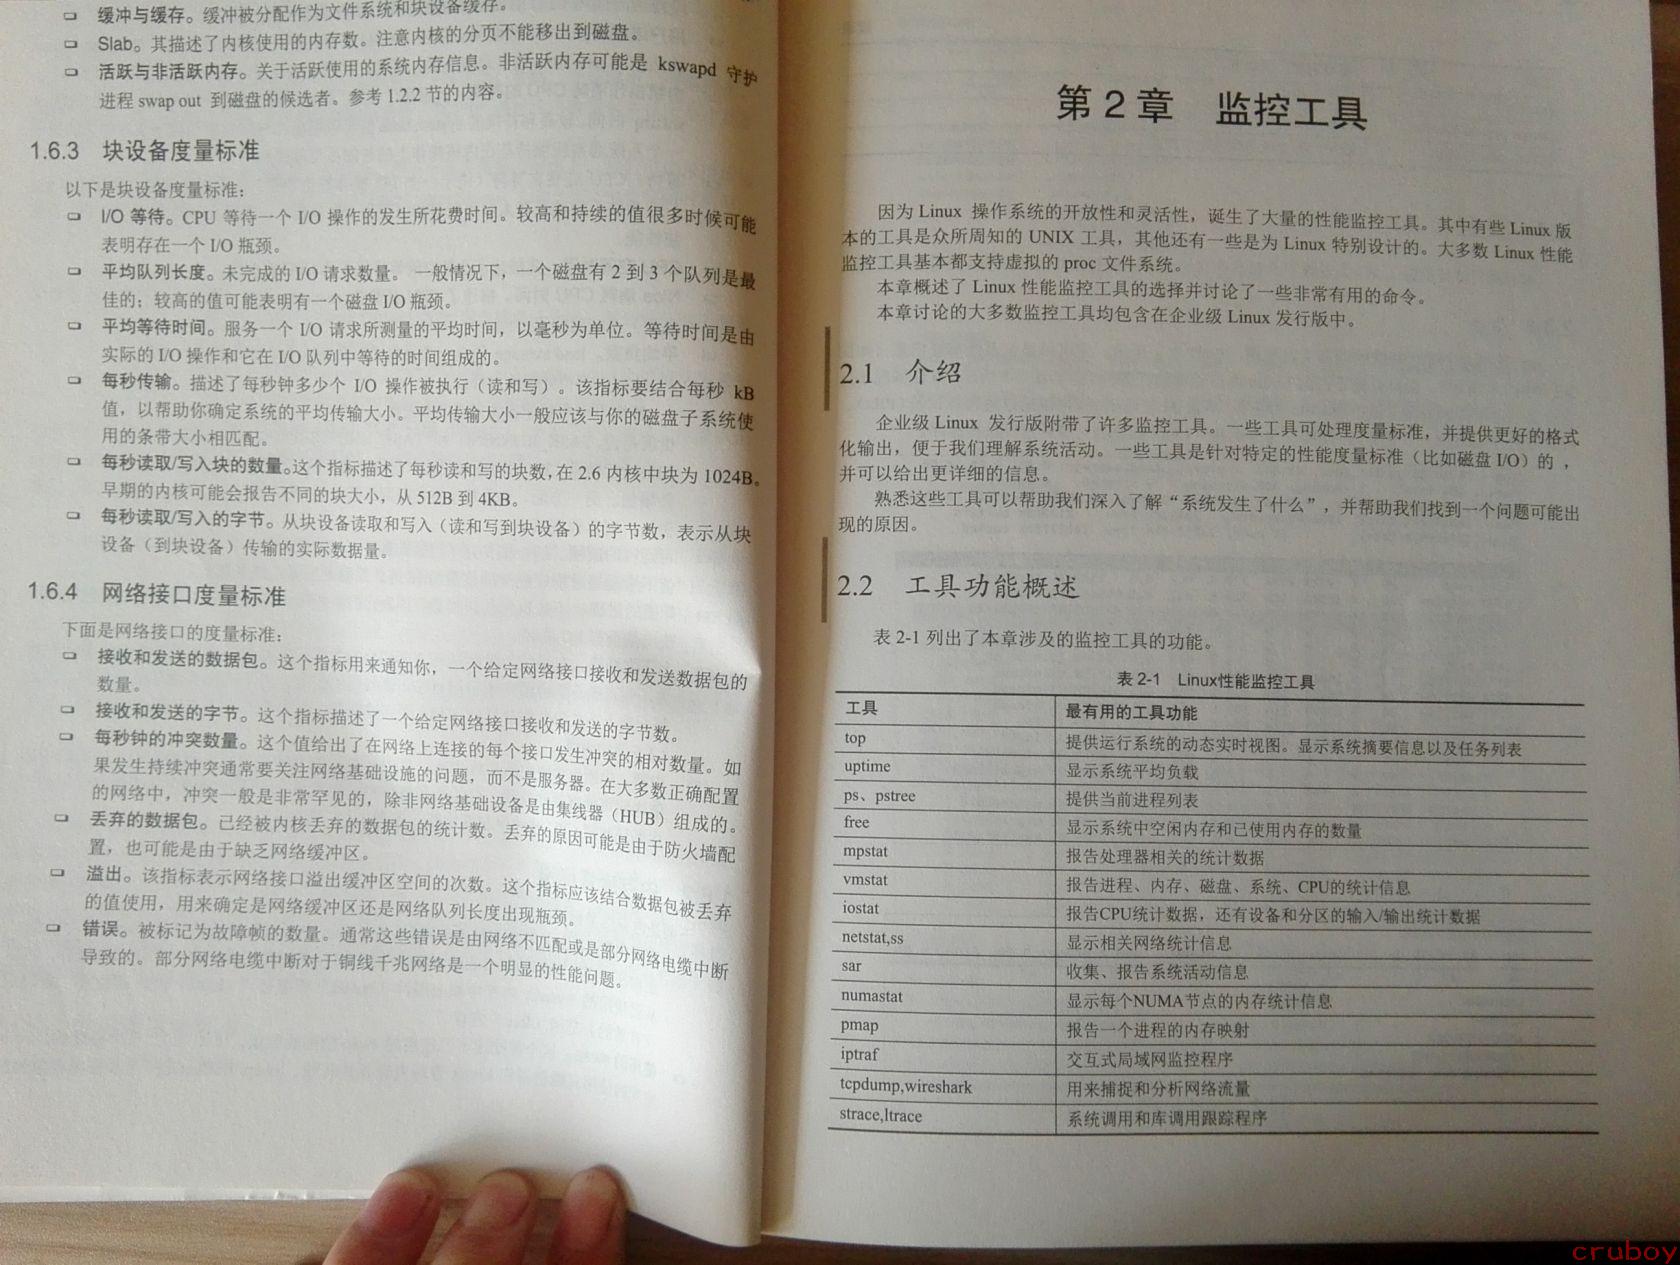 缓冲与缓存。缓冲被分配作为文件系统和块设备缓存。
Slab。其描述了内核使用的内存数。注意内核的分页不能移出到磁盘。
活跃与非活跃内存。关于活跃使用的系统内存信息。非活跃内存可能是 kswapd 守护
进程 swap out 到磁盘的候选者。参考 1.2.2 节的内容。
1.6.3 块设备度量标准
以下是块设备度量标准:
I/O 等待。CPU 等待一个 I/O 操作的发生所花费时间。较高和持续的值很多时候可能
表明存在一个 I/O 瓶颈。
平均队列长度。未完成的 I/O 请求数量。 一般情况下，一个磁盘有 2 到 3 个队列是最
佳的；较高的值可能表明有一个磁盘 I/O 瓶颈。
平均等待时间。服务一个 I/O 请求所测量的平均时间，以毫秒为单位。等待时间是由
实际的 I/O 操作和它在 I/O 队列中等待的时间组成的。
每秒传输。描述了每秒钟多少个 I/O 操作被执行（读和写）。该指标要结合每秒 kB
值，以帮助你确定系统的平均传输大小。平均传输大小一般应该与你的磁盘子系统使
用的条带大小相匹配。
每秒读取/写入块的数量。这个指标描述了每秒读和写的块数，在 2.6 内核中块为 1024B。
早期的内核可能会报告不同的块大小，从 512B 到 4KB。
每秒读取/写入的字节。从块设备读取和写入（读和写到块设备）的字节数，表示从块
设备（到块设备）传输的实际数据量。
1.6.4 网络接口度量标准
下面是网络接口的度量标准:
接收和发送的数据包。这个指标用来通知你，一个给定网络接口接收和发送数据包的
数量。
接收和发送的字节。这个指标描述了一个给定网络接口接收和发送的字节数。
每秒钟的冲突数量。这个值给出了在网络上连接的每个接口发生冲突的相对数量。如
果发生持续冲突通常要关注网络基础设施的问题，而不是服务器。在大多数正确配置
的网络中，冲突一般是非常罕见的，除非网络基础设备是由集线器（HUB）组成的。
丢弃的数据包。已经被内核丢弃的数据包的统计数。丢弃的原因可能是由于防火墙配
置，也可能是由于缺乏网络缓冲区。
溢出。该指标表示网络接口溢出缓冲区空间的次数。这个指标应该结合数据包被丢弃
的值使用，用来确定是网络缓冲区还是网络队列长度出现瓶颈。
错误。被标记为故障帧的数量。通常这些错误是由网络不匹配或是部分网络电缆中断
导致的。部分网络电缆中断对于铜线千兆网络是一个明显的性能问题。
第 2 章 监控工具
因为 Linux 操作系统的开放性和灵活性，诞生了大量的性能监控工具。其中有些 Linux 版
本的工具是众所周知的 UNIX 工具，其他还有一些是为 Linux 特别设计的。大多数 Linux 性能
监控工具基本都支持虚拟的 proc 文件系统。
本章概述了 Linux 性能监控工具的选择并讨论了一些非常有用的命令。
本章讨论的大多数监控工具均包含在企业级 Linux 发行版中。
2.1 介绍
企业级 Linux 发行版附带了许多监控工具。一些工具可处理度量标准，并提供更好的格式
化输出，便于我们理解系统活动。一些工具是针对特定的性能度量标准（比如磁盘 I/O）的，
并可以给出更详细的信息。
熟悉这些工具可以帮助我们深入了解“系统发生了什么”，并帮助我们找到一个问题可能出
现的原因。
2.2 工具功能概述
表 2-1 列出了本章涉及的监控工具的功能。
表 2-1 Linux性能监控工具
工具 最有用的工具功能
top 提供运行系统的动态实时视图。显示系统摘要信息以及任务列表
uptime 显示系统平均负载
ps、pstree 提供当前进程列表
free 显示系统中空闲内存和已使用内存的数量
mpstat 报告处理器相关的统计数据
vmstat 报告进程、内存、磁盘、系统、CPU的统计信息
iostat 报告CPU统计数据，还有设备和分区的输入/输出统计数据
netstat,ss 显示相关网络统计信息
sar 收集、报告系统活动信息
numastat 显示每个NUMA节点的内存统计信息
pmap 报告一个进程的内存映射
iptraf 交互式局域网监控程序
tcpdump,wireshark 用来捕捉和分析网络流量
strace,ltrace 系统调用和库调用跟踪程序
cruboy